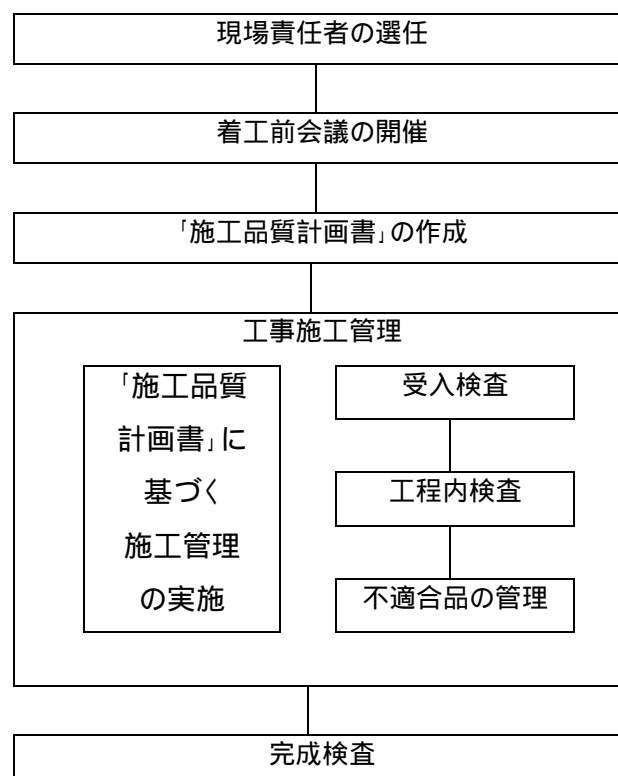 現場責任者の選任
着工前会議の開催
「施工品質計画書」の作成
工事施工管理
「施工品質
計画書」に
基づく
施工管理
の実施
受入検査
工程内検査
不適合品の管理
完成検査